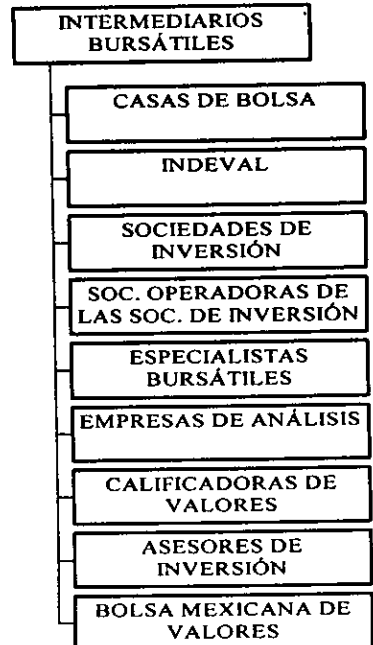 INTERMEDIARIOS
BURSÁTILES
CASAS DE BOLSA
INDEVAL
SOCIEDADES DE
INVERSIÓN
SOC. OPERADORAS DE
LAS SOC. DE INVERSIÓN
ESPECIALISTAS
BURSÁTILES
EMPRESAS DE ANÁLISIS
CALIFICADORAS DE
VALORES
ASESORES DE
INVERSIÓN
BOLSA MEXICANA DE
VALORES